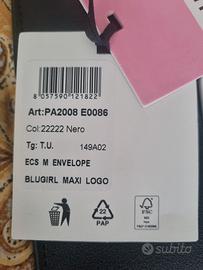 8 057590 121822
Art:PA2008 E0086
Col:22222 Nero
Tg: T.U. 149A02
ECS M ENVELOPE
BLUGIRL MAXI LOGO
22
PAP
FSC
subito